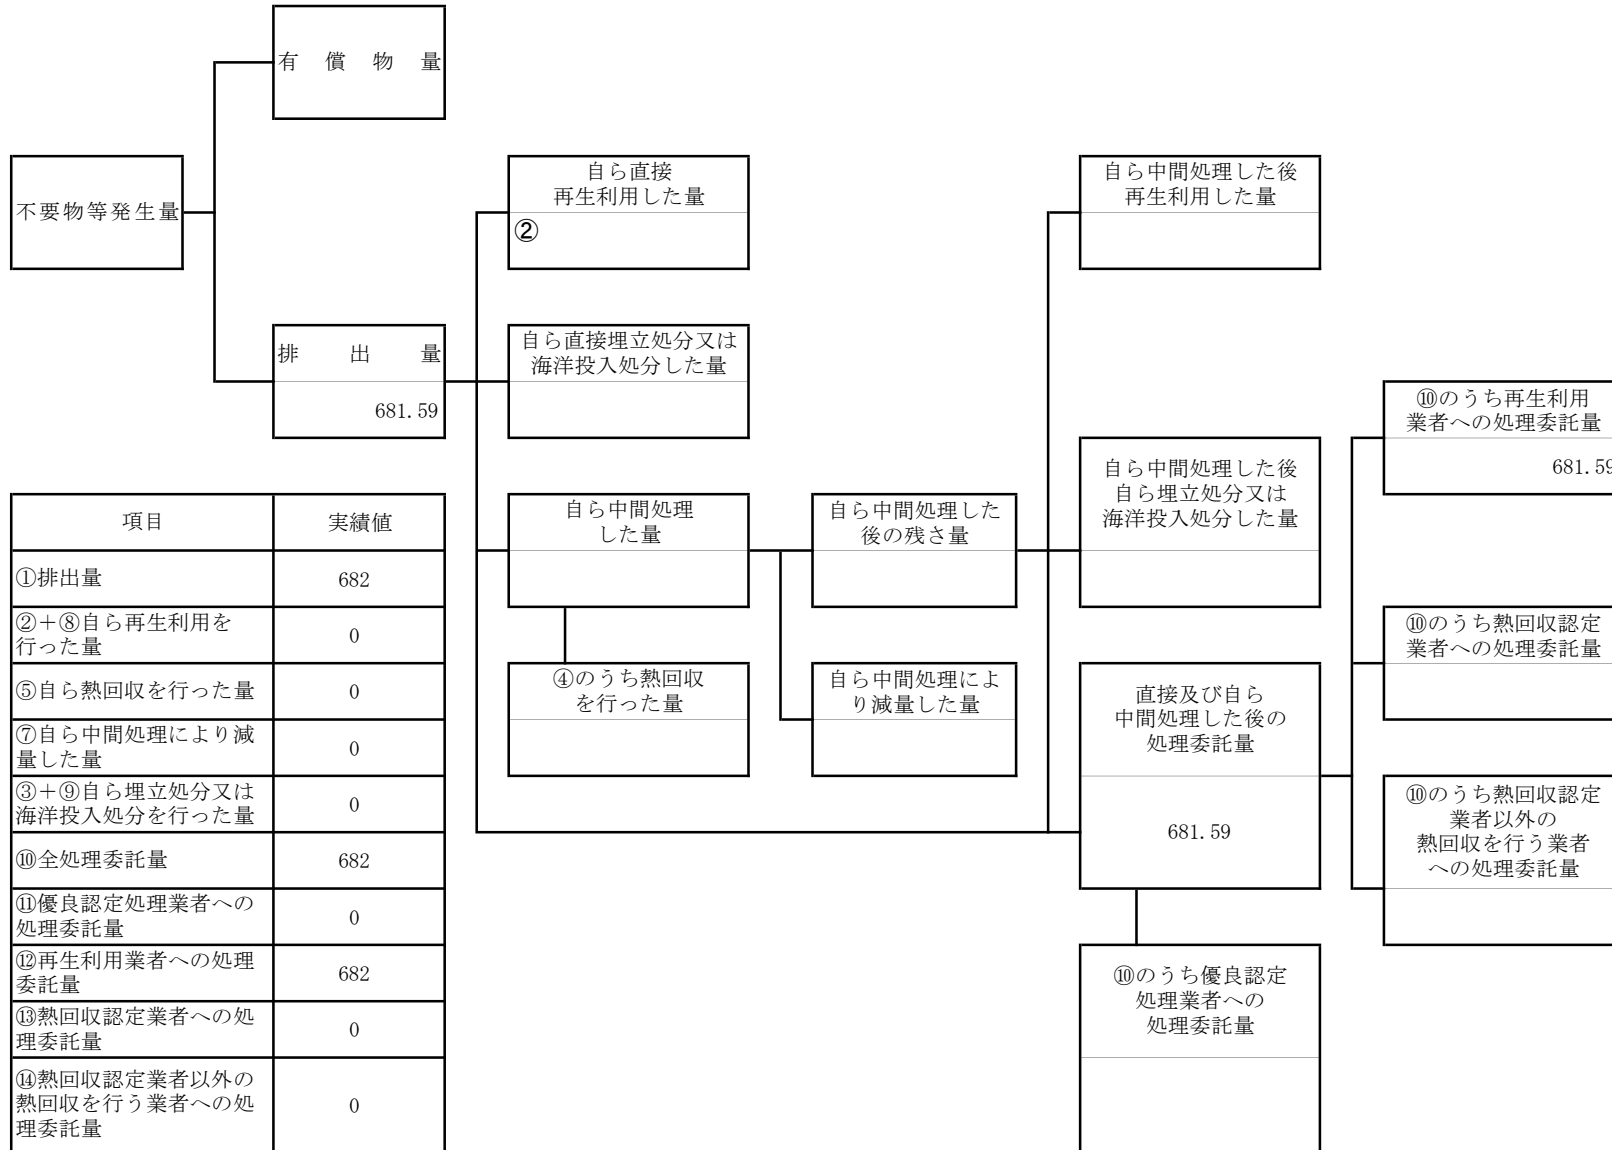 有償物量
不要物等発生量
自ら直接
再生利用した量
②
自ら中間処理した後
再生利用した量
排出量
681.59
自ら直接埋立処分又は
海洋投入処分した量
⑩のうち再生利用
業者への処理委託量
681.59
自ら中間処理した後
自ら埋立処分又は
海洋投入処分した量
自ら中間処理
した量
自ら中間処理した
後の残さ量
④のうち熱回収
を行った量
自ら中間処理によ
り減量した量
直接及び自ら
中間処理した後の
処理委託量
681.59
⑩のうち熱回収認定
業者への処理委託量
⑩のうち熱回収認定
業者以外の
熱回収を行う業者
への処理委託量
⑩のうち優良認定
処理業者への
処理委託量
項目 実績値
①排出量 682
②+⑧自ら再生利用を
行った量 0
⑤自ら熱回収を行った量 0
⑦自ら中間処理により減
量した量 0
③+⑨自ら埋立処分又は
海洋投入処分を行った量 0
⑩全処理委託量 682
⑪優良認定処理業者への
処理委託量 0
⑫再生利用業者への処理
委託量 682
⑬熱回収認定業者への処
理委託量 0
⑭熱回収認定業者以外の
熱回収を行う業者への処
理委託量 0